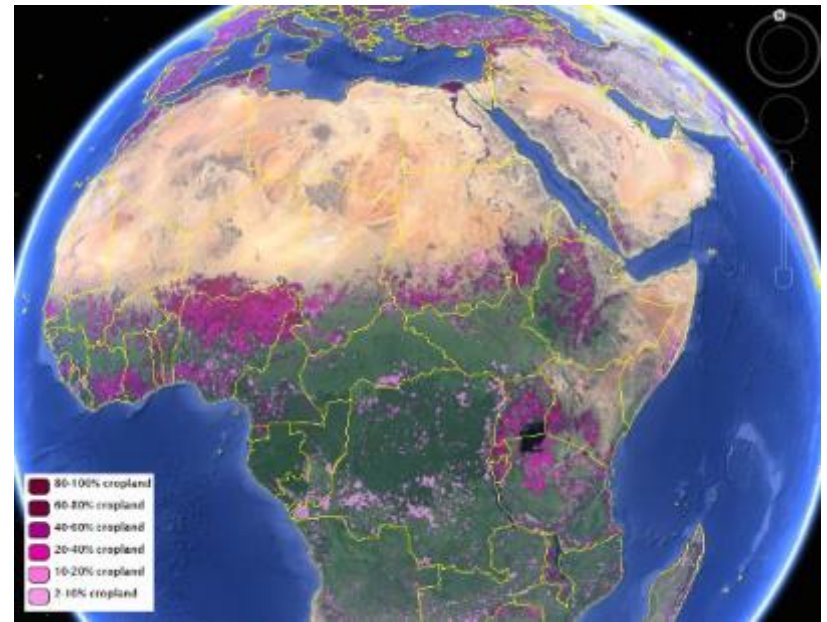 N
80-100% cropland
60-80% cropland
40-60% cropland
20-40% cropland
10-20% cropland
2-10% cropland